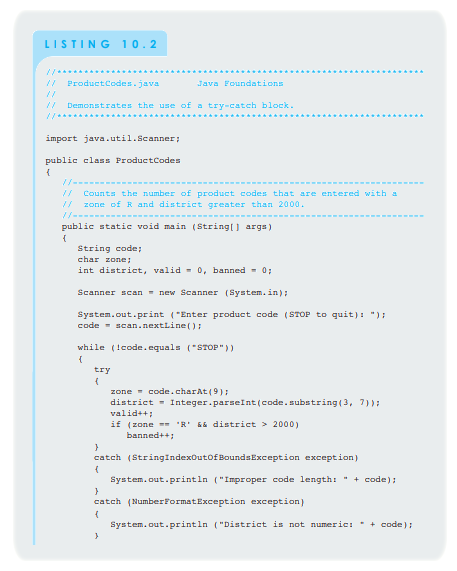 LISTING 10.2
//********************************************************************
//  ProductCodes.java       Java Foundations
//
//  Demonstrates the use of a try-catch block.
//********************************************************************
import java.util.Scanner;
public class ProductCodes
{
   //-----------------------------------------------------------------
   //  Counts the number of product codes that are entered with a
   //  zone of R and district greater than 2000.
   //-----------------------------------------------------------------
   public static void main (String[] args)
   {
      String code;
      char zone;
      int district, valid = 0, banned = 0;
      Scanner scan = new Scanner (System.in);
      System.out.print ("Enter product code (STOP to quit): ");
      code = scan.nextLine();
      while (!code.equals ("STOP"))
      {
         try
         {
            zone = code.charAt(9);
            district = Integer.parseInt(code.substring(3, 7));
            valid++;
            if (zone == 'R' && district > 2000)
               banned++;
         }
         catch (StringIndexOutOfBoundsException exception)
         {
            System.out.println ("Improper code length: " + code);
         }
         catch (NumberFormatException exception)
         {
            System.out.println ("District is not numeric: " + code);
         }